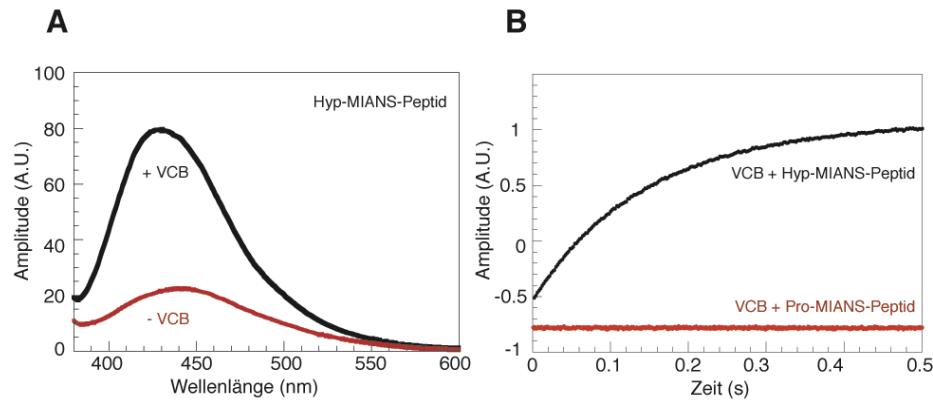 A
100
80
60
40
20
0
400
450
500
550
600
Amplitude (A.U.)
Wellenlänge (nm)
Hyp-MIANS-Peptid
+ VCB
- VCB
B
1
0.5
0
-0.5
-1
0
0.1
0.2
0.3
0.4
0.5
Amplitude (A.U.)
Zeit (s)
VCB + Hyp-MIANS-Peptid
VCB + Pro-MIANS-Peptid